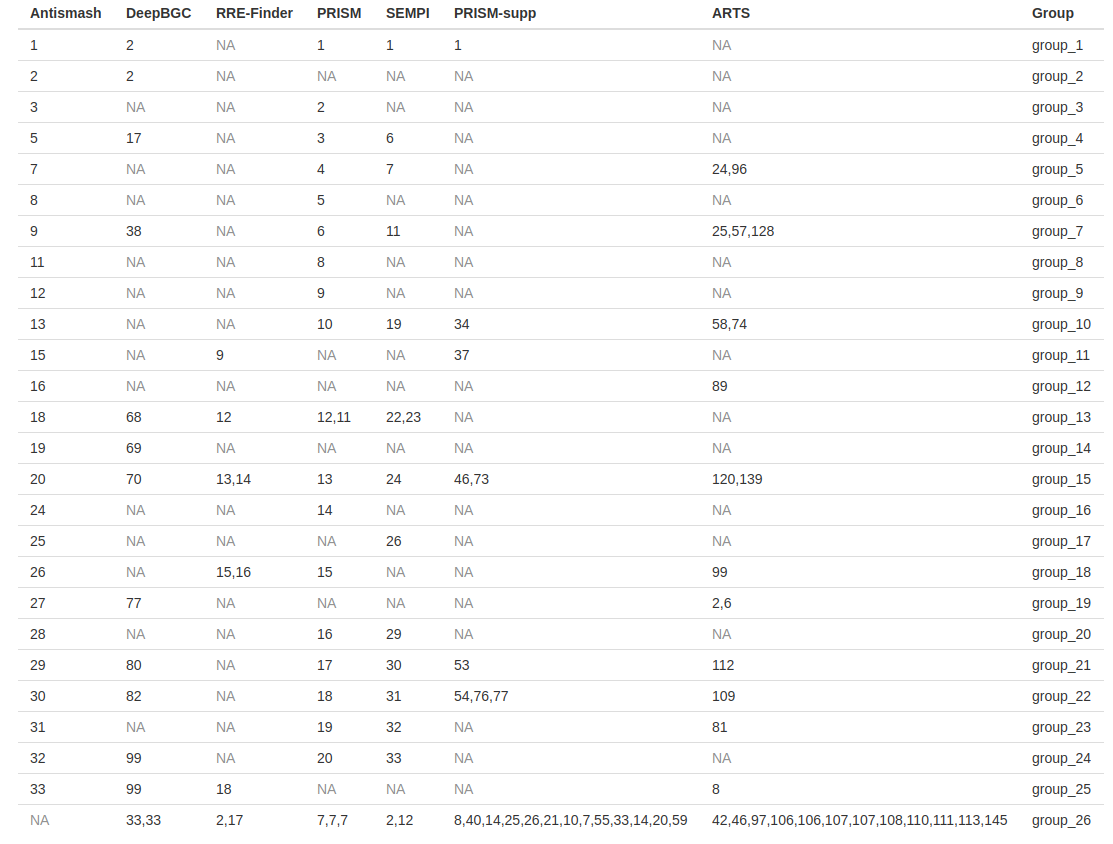 Antismash DeepBGC RRE-Finder PRISM SEMPI PRISM-supp ARTS Group
1 2 NA 1 1 1 NA group_1
2 2 NA NA NA NA NA group_2
3 NA NA 2 NA NA NA group_3
5 17 NA 3 6 NA NA group_4
7 NA NA 4 7 NA 24,96 group_5
8 NA NA 5 NA NA NA group_6
9 38 NA 6 11 NA 25,57,128 group_7
11 NA NA 8 NA NA NA group_8
12 NA NA 9 NA NA NA group_9
13 NA NA 10 19 34 58,74 group_10
15 NA 9 NA NA 37 NA group_11
16 NA NA NA NA NA 89 group_12
18 68 12 12,11 22,23 NA NA group_13
19 69 NA NA NA NA NA group_14
20 70 13,14 13 24 46,73 120,139 group_15
24 NA NA 14 NA NA NA group_16
25 NA NA NA 26 NA NA group_17
26 NA 15,16 15 NA NA 99 group_18
27 77 NA NA NA NA 2,6 group_19
28 NA NA 16 29 NA NA group_20
29 80 NA 17 30 53 112 group_21
30 82 NA 18 31 54,76,77 109 group_22
31 NA NA 19 32 NA 81 group_23
32 99 NA 20 33 NA NA group_24
33 99 18 NA NA NA 8 group_25
NA 33,33 2,17 7,7,7 2,12 8,40,14,25,26,21,10,7,55,33,14,20,59 42,46,97,106,106,107,107,108,110,111,113,145 group_26